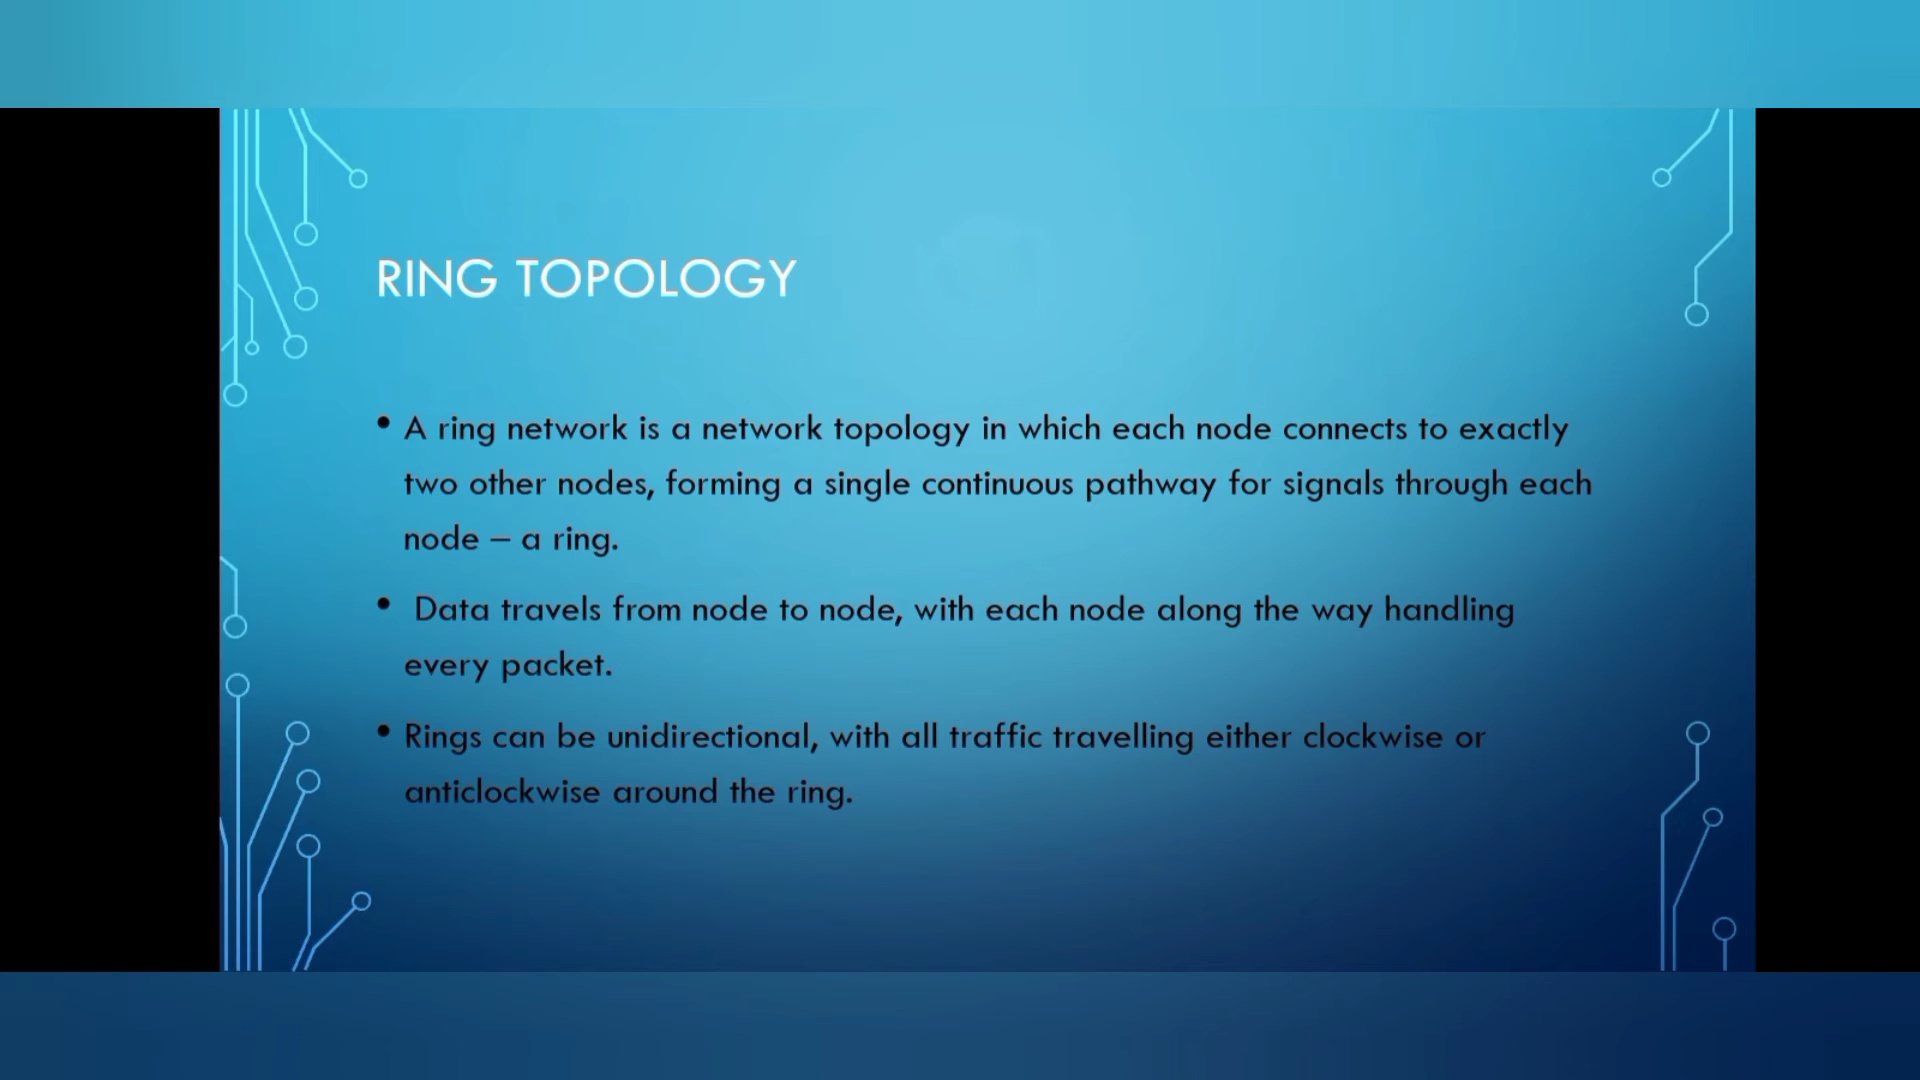 RING TOPOLOGY
• A ring network is a network topology in which each node connects to exactly
two other nodes, forming a single continuous pathway for signals through each
node – a ring.
• Data travels from node to node, with each node along the way handling
every packet.
• Rings can be unidirectional, with all traffic travelling either clockwise or
anticlockwise around the ring.